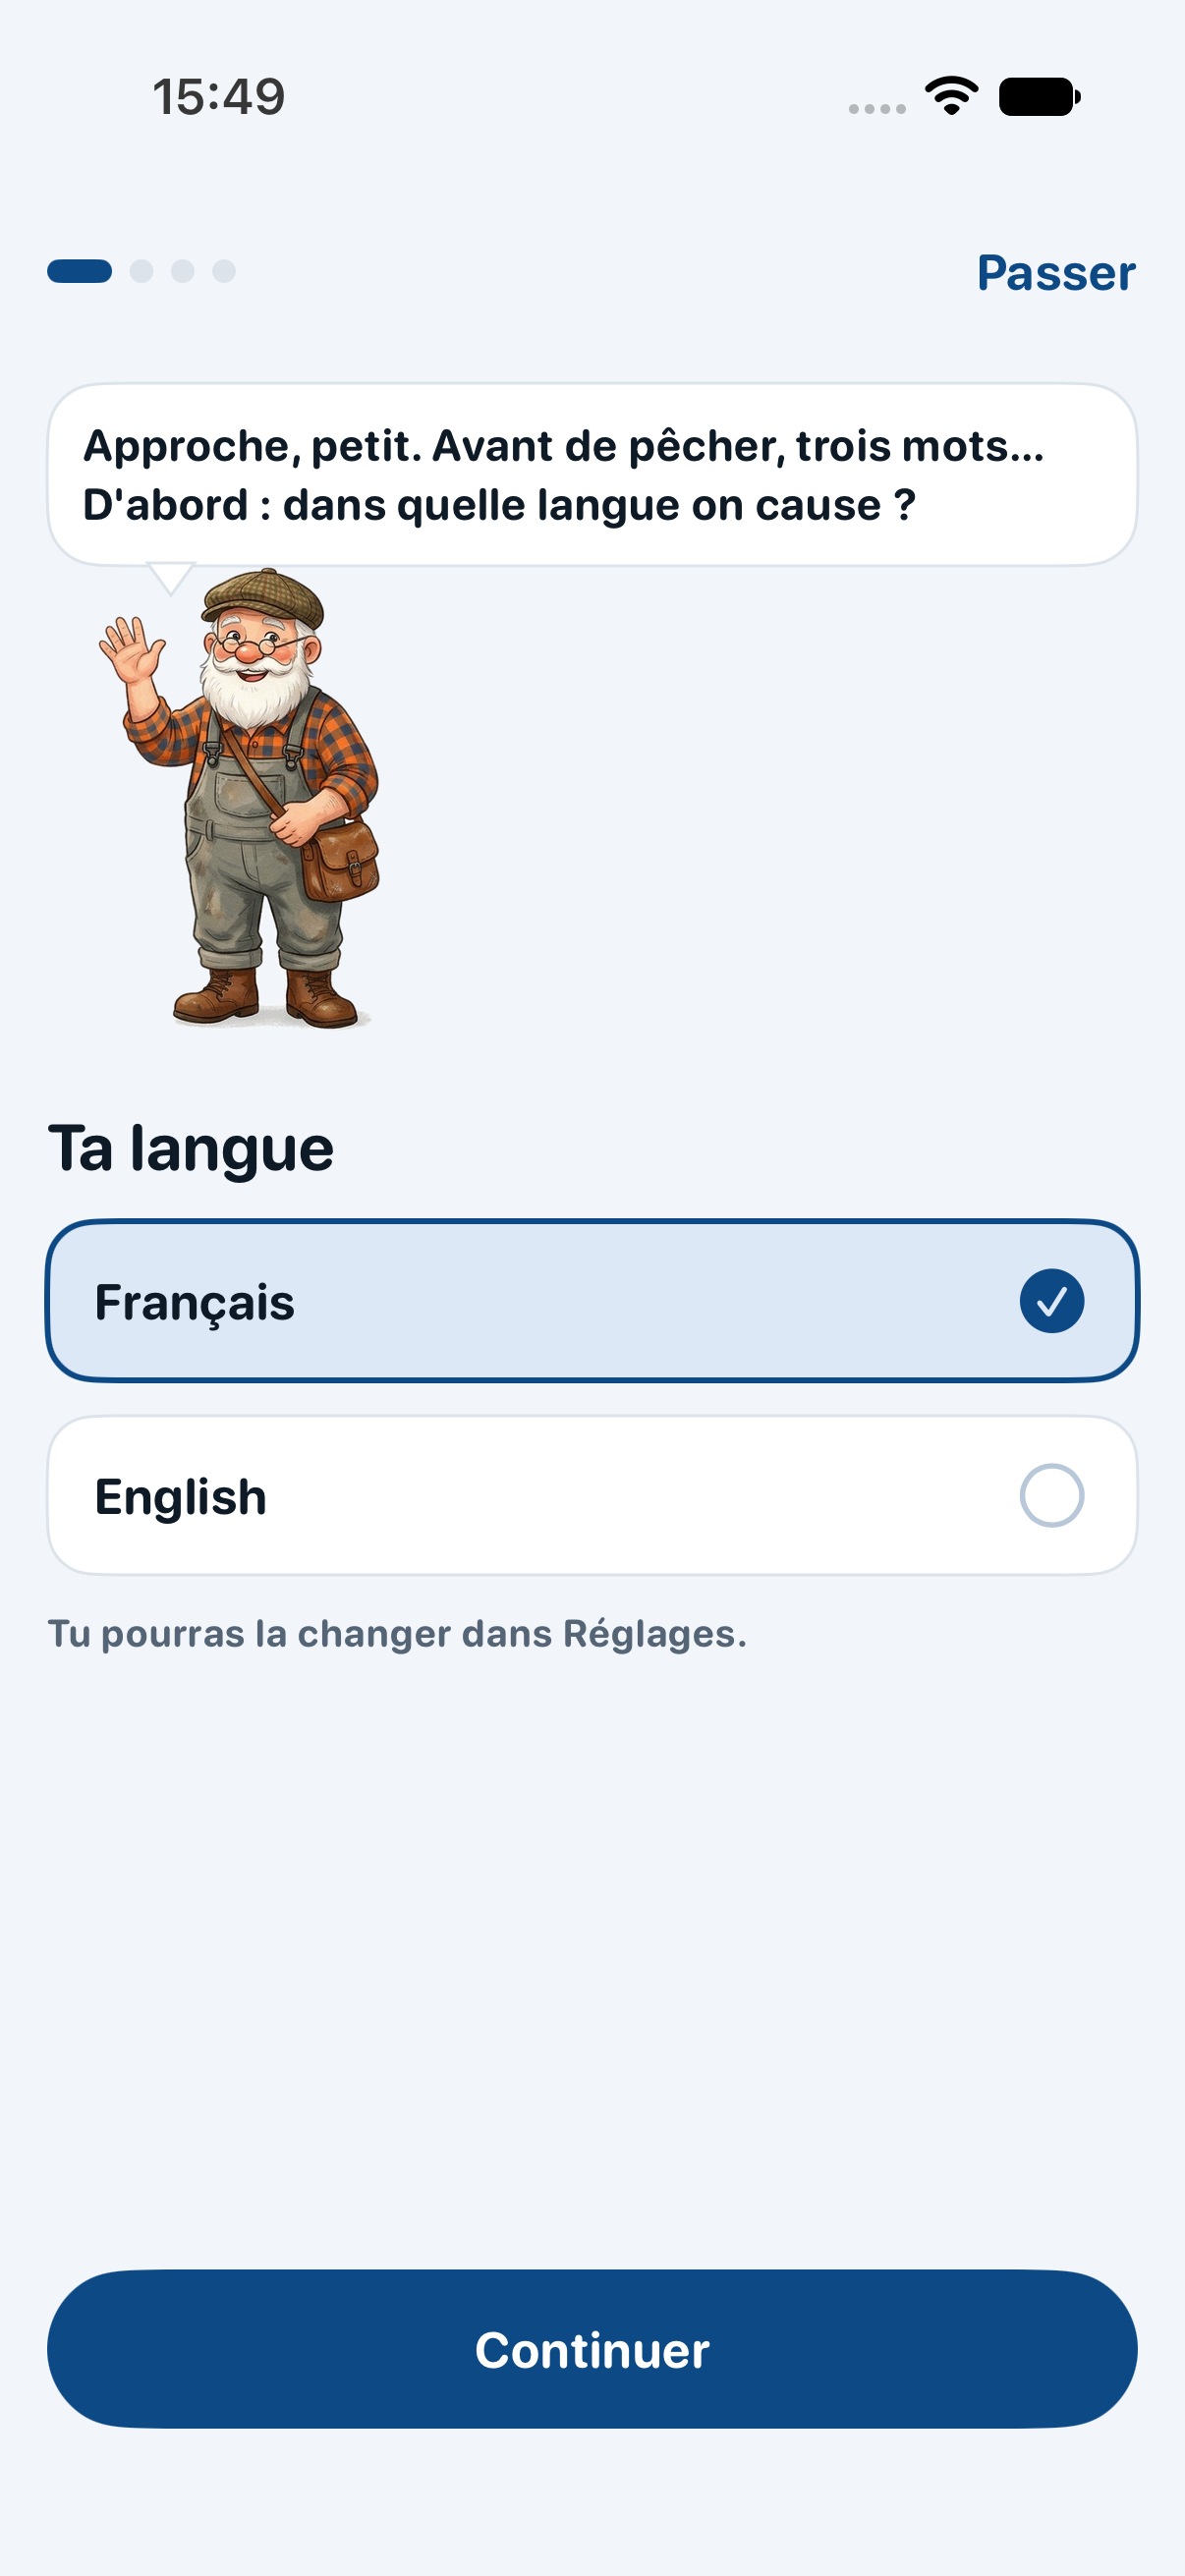 15:49
Passer
Approche, petit. Avant de pêcher, trois mots...
D'abord : dans quelle langue on cause ?
Ta langue
Français
English
Tu pourras la changer dans Réglages.
Continuer